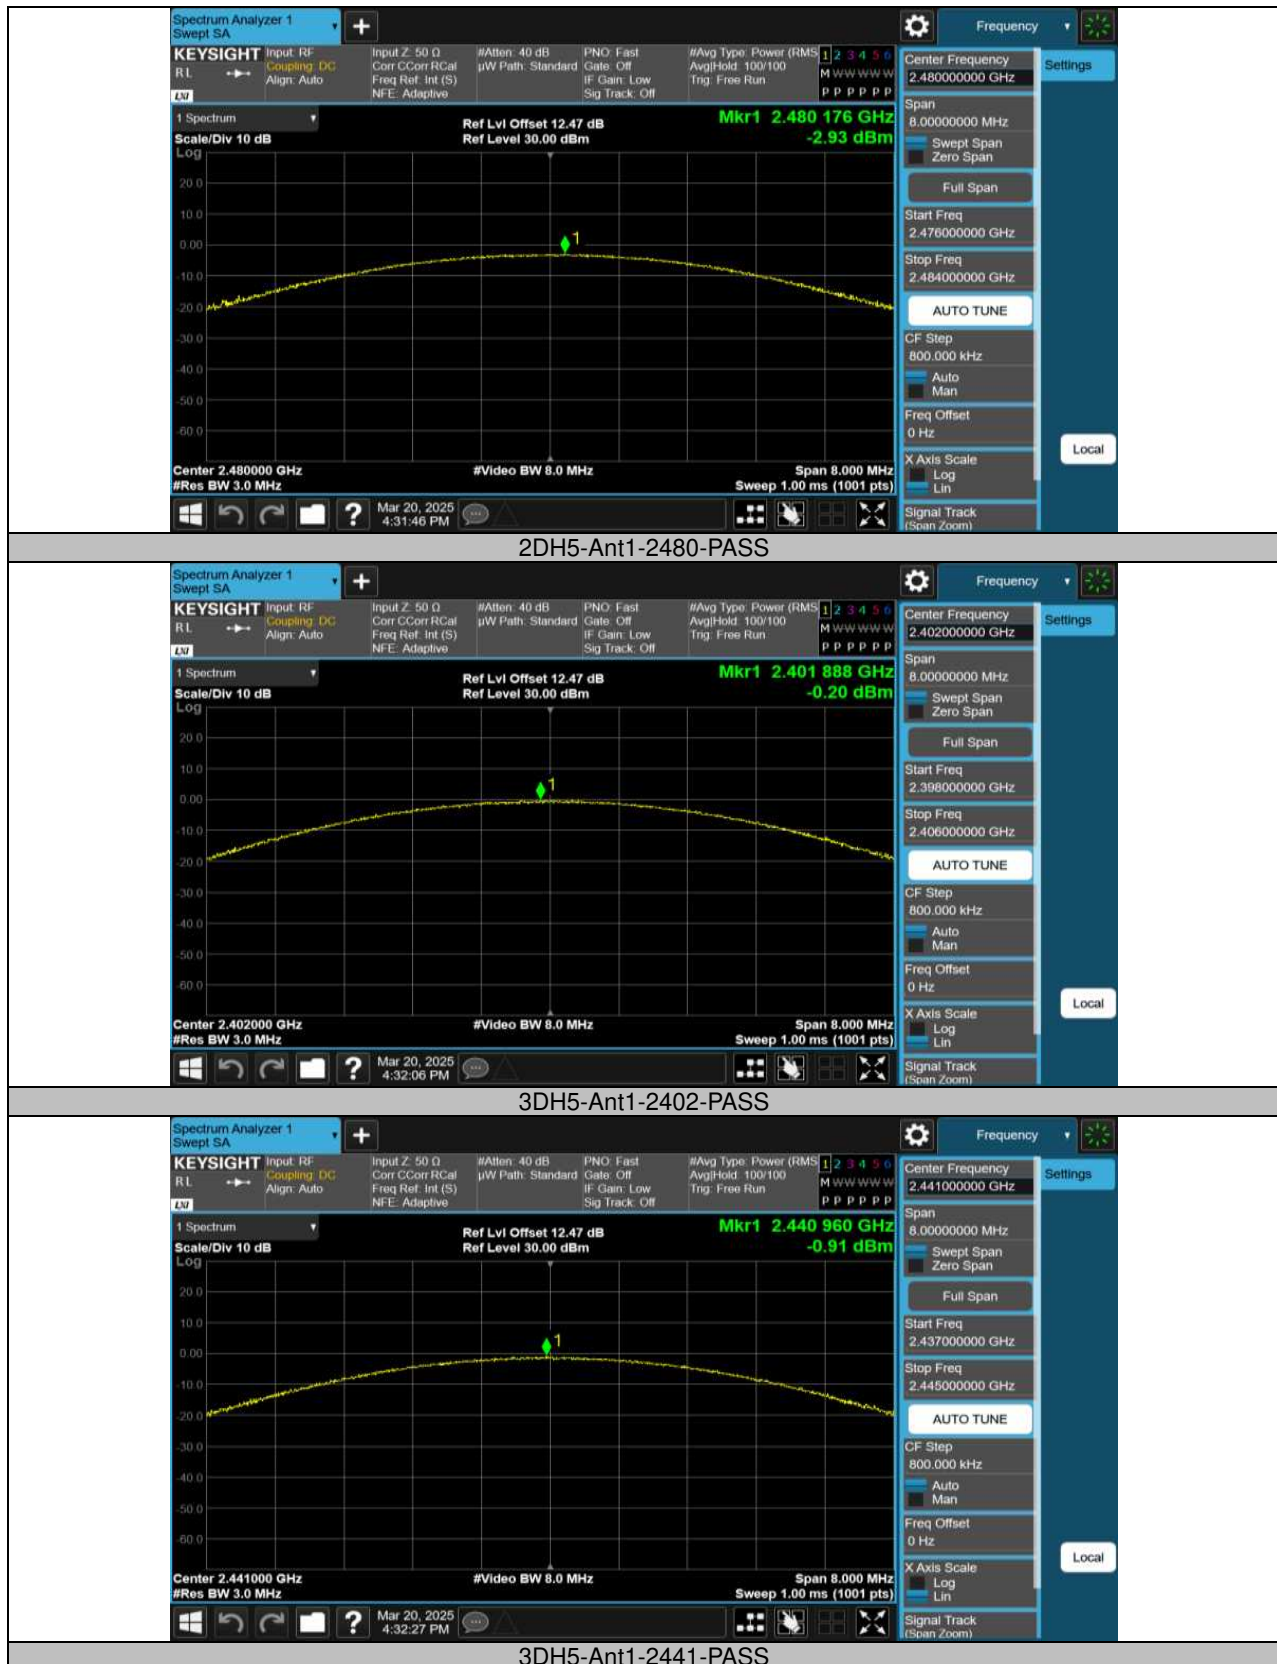 Spectrum Analyzer 1
Swept SA
Frequency
KEYSIGHT
RL
LXI
Input: RF
Coupling: DC
Align: Auto
Input Z: 50 Ω
Corr CCorr RCal
Freq Ref: Int (S)
NFE: Adaptive
#Atten: 40 dB
µW Path: Standard
PNO: Fast
Gate: Off
IF Gain: Low
Sig Track: Off
#Avg Type: Power (RMS
Avg|Hold: 100/100
Trig: Free Run
1 2 3 4 5 6
M W W W W W
P P P P P P
Center Frequency
2.480000000 GHz
Settings
1 Spectrum
Scale/Div 10 dB
Log
Ref Lvl Offset 12.47 dB
Ref Level 30.00 dBm
Mkr1 2.480 176 GHz
-2.93 dBm
20.0
10.0
0.00
-10.0
-20.0
-30.0
-40.0
-50.0
-60.0
1
Span
8.00000000 MHz
Swept Span
Zero Span
Full Span
Start Freq
2.476000000 GHz
Stop Freq
2.484000000 GHz
AUTO TUNE
CF Step
800.000 kHz
Auto
Man
Freq Offset
0 Hz
X Axis Scale
Log
Lin
Signal Track
(Span Zoom)
Local
Center 2.480000 GHz
#Res BW 3.0 MHz
#Video BW 8.0 MHz
Span 8.000 MHz
Sweep 1.00 ms (1001 pts)
?
Mar 20, 2025
4:31:46 PM
2DH5-Ant1-2480-PASS
Spectrum Analyzer 1
Swept SA
Frequency
KEYSIGHT
RL
LXI
Input: RF
Coupling: DC
Align: Auto
Input Z: 50 Ω
Corr CCorr RCal
Freq Ref: Int (S)
NFE: Adaptive
#Atten: 40 dB
µW Path: Standard
PNO: Fast
Gate: Off
IF Gain: Low
Sig Track: Off
#Avg Type: Power (RMS
Avg|Hold: 100/100
Trig: Free Run
1 2 3 4 5 6
M W W W W W
P P P P P P
Center Frequency
2.402000000 GHz
Settings
1 Spectrum
Scale/Div 10 dB
Log
Ref Lvl Offset 12.47 dB
Ref Level 30.00 dBm
Mkr1 2.401 888 GHz
-0.20 dBm
20.0
10.0
0.00
-10.0
-20.0
-30.0
-40.0
-50.0
-60.0
1
Span
8.00000000 MHz
Swept Span
Zero Span
Full Span
Start Freq
2.398000000 GHz
Stop Freq
2.406000000 GHz
AUTO TUNE
CF Step
800.000 kHz
Auto
Man
Freq Offset
0 Hz
X Axis Scale
Log
Lin
Signal Track
(Span Zoom)
Local
Center 2.402000 GHz
#Res BW 3.0 MHz
#Video BW 8.0 MHz
Span 8.000 MHz
Sweep 1.00 ms (1001 pts)
?
Mar 20, 2025
4:32:06 PM
3DH5-Ant1-2402-PASS
Spectrum Analyzer 1
Swept SA
Frequency
KEYSIGHT
RL
LXI
Input: RF
Coupling: DC
Align: Auto
Input Z: 50 Ω
Corr CCorr RCal
Freq Ref: Int (S)
NFE: Adaptive
#Atten: 40 dB
µW Path: Standard
PNO: Fast
Gate: Off
IF Gain: Low
Sig Track: Off
#Avg Type: Power (RMS
Avg|Hold: 100/100
Trig: Free Run
1 2 3 4 5 6
M W W W W W
P P P P P P
Center Frequency
2.441000000 GHz
Settings
1 Spectrum
Scale/Div 10 dB
Log
Ref Lvl Offset 12.47 dB
Ref Level 30.00 dBm
Mkr1 2.440 960 GHz
-0.91 dBm
20.0
10.0
0.00
-10.0
-20.0
-30.0
-40.0
-50.0
-60.0
1
Span
8.00000000 MHz
Swept Span
Zero Span
Full Span
Start Freq
2.437000000 GHz
Stop Freq
2.445000000 GHz
AUTO TUNE
CF Step
800.000 kHz
Auto
Man
Freq Offset
0 Hz
X Axis Scale
Log
Lin
Signal Track
(Span Zoom)
Local
Center 2.441000 GHz
#Res BW 3.0 MHz
#Video BW 8.0 MHz
Span 8.000 MHz
Sweep 1.00 ms (1001 pts)
?
Mar 20, 2025
4:32:27 PM
3DH5-Ant1-2441-PASS